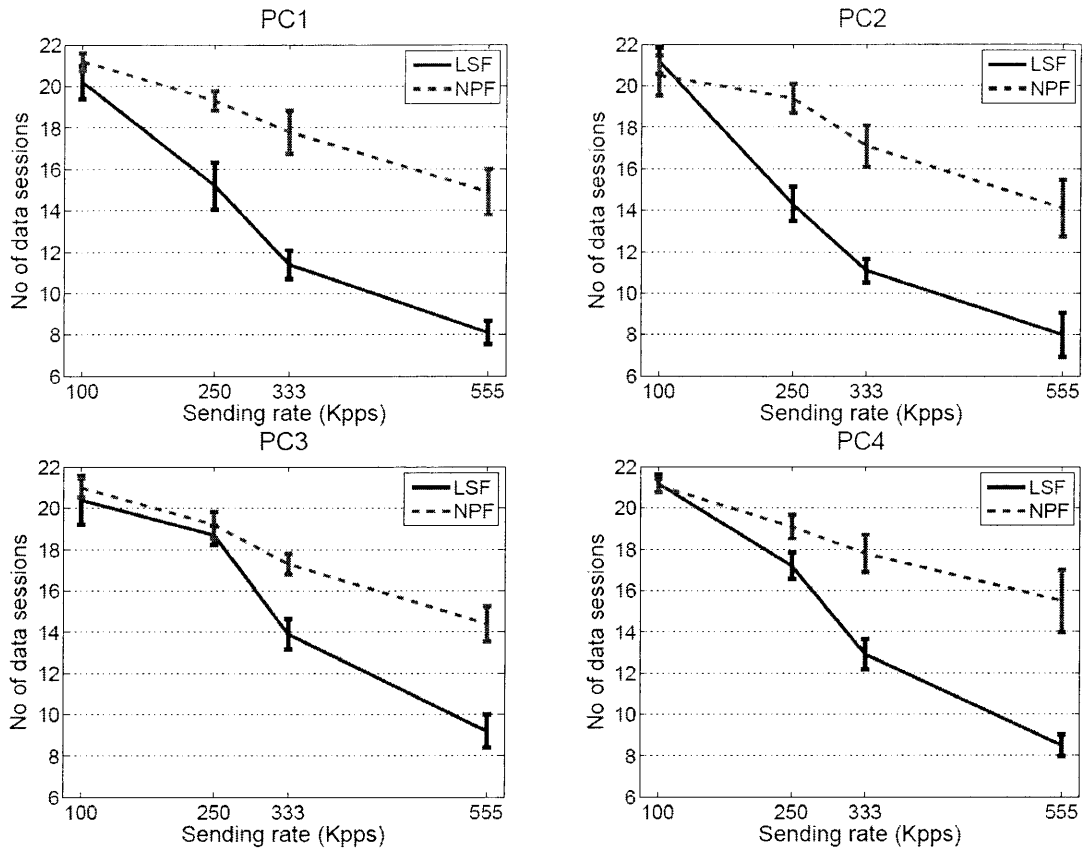 PC1
No of data sessions
22
20
18
16
14
12
10
8
6
LSF
NPF
100
250
333
555
Sending rate (Kpps)
PC2
No of data sessions
22
20
18
16
14
12
10
8
6
LSF
NPF
100
250
333
555
Sending rate (Kpps)
PC3
No of data sessions
22
20
18
16
14
12
10
8
6
LSF
NPF
100
250
333
555
Sending rate (Kpps)
PC4
No of data sessions
22
20
18
16
14
12
10
8
6
LSF
NPF
100
250
333
555
Sending rate (Kpps)